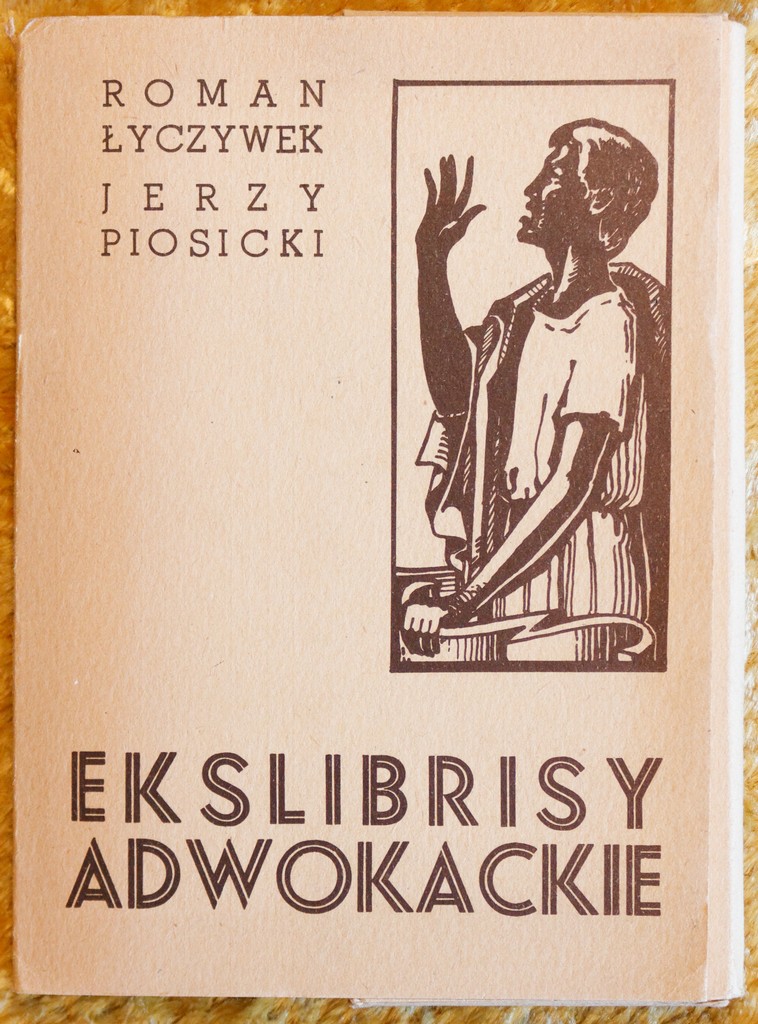 ROMAN
ŁYCZYWEK
JERZY
PIOSICKI
EKSLIBRISY
ADWOKACKIE